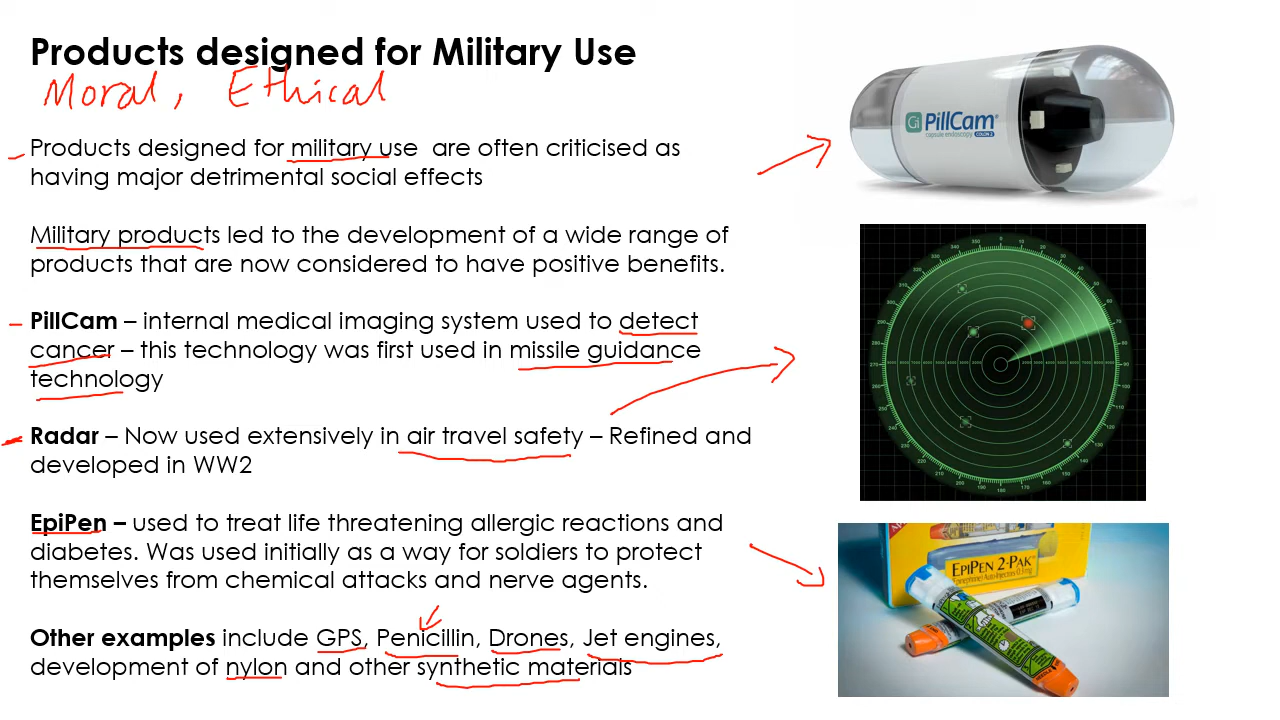 Products designed for Military Use
Moral, Ethical
Products designed for military use are often criticised as
having major detrimental social effects
Military products led to the development of a wide range of
products that are now considered to have positive benefits.
PillCam – internal medical imaging system used to detect
cancer – this technology was first used in missile guidance
technology
Radar – Now used extensively in air travel safety – Refined and
developed in WW2
EpiPen – used to treat life threatening allergic reactions and
diabetes. Was used initially as a way for soldiers to protect
themselves from chemical attacks and nerve agents.
Other examples include GPS, Penicillin, Drones, Jet engines,
development of nylon and other synthetic materials
Gi PillCam®
capsule endoscopy COLON 2
EPIPEN 2-PAK